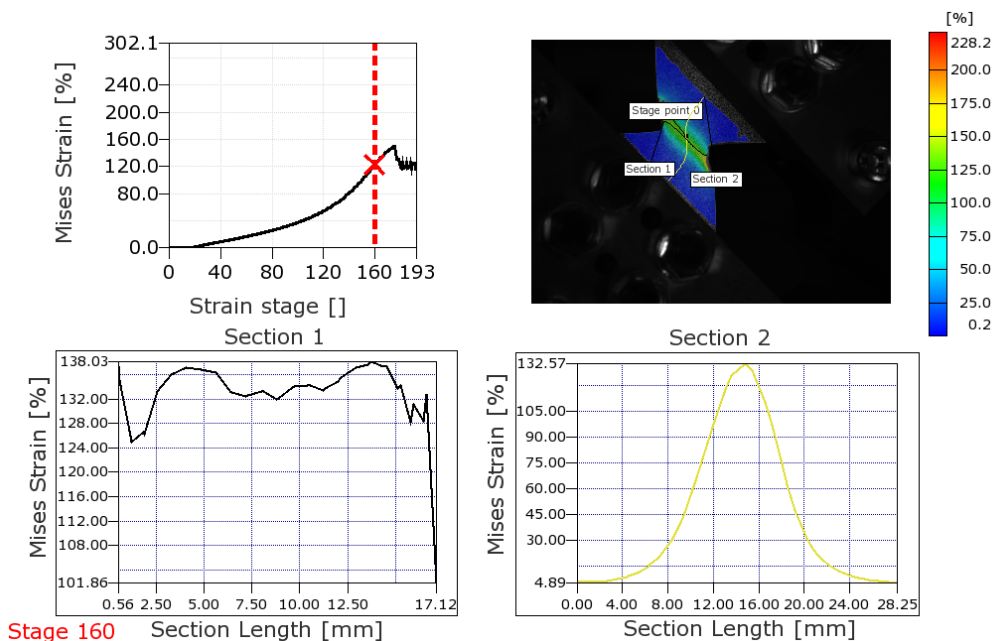 302.1
240.0
200.0
160.0
120.0
80.0
0.0
Mises Strain [%]
0 40 80 120 160 193
Strain stage []
[%]
228.2
200.0
175.0
150.0
125.0
100.0
75.0
50.0
25.0
0.2
Stage point 0
Section 1
Section 2
Section 1
138.03
132.00
128.00
124.00
120.00
116.00
112.00
108.00
101.86
Mises Strain [%]
0.56 2.50 5.00 7.50 10.00 12.50 17.12
Section Length [mm]
Section 2
132.57
105.00
90.00
75.00
60.00
45.00
30.00
4.89
Mises Strain [%]
0.00 4.00 8.00 12.00 16.00 20.00 24.00 28.25
Section Length [mm]
Stage 160